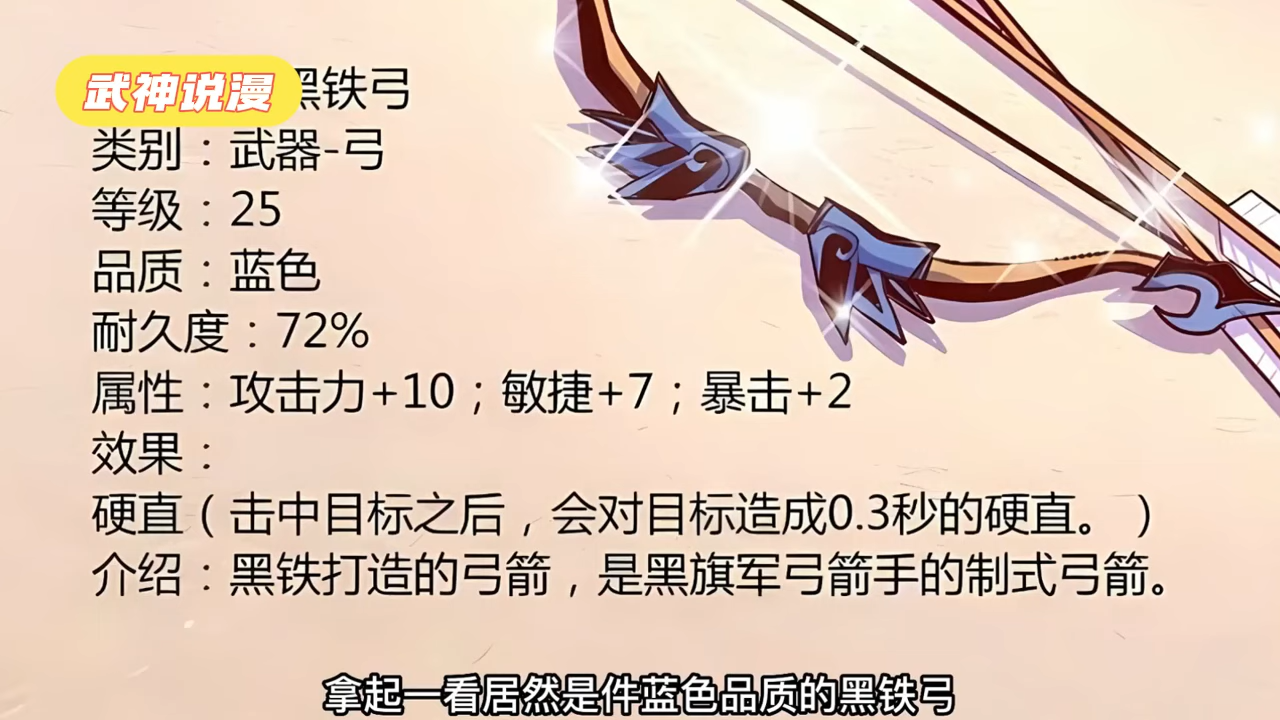 武神说漫
黑铁弓
类别：武器-弓
等级：25
品质：蓝色
耐久度：72%
属性：攻击力+10；敏捷+7；暴击+2
效果：
硬直（击中目标之后，会对目标造成0.3秒的硬直。）
介绍：黑铁打造的弓箭，是黑旗军弓箭手的制式弓箭。
拿起一看居然是件蓝色品质的黑铁弓